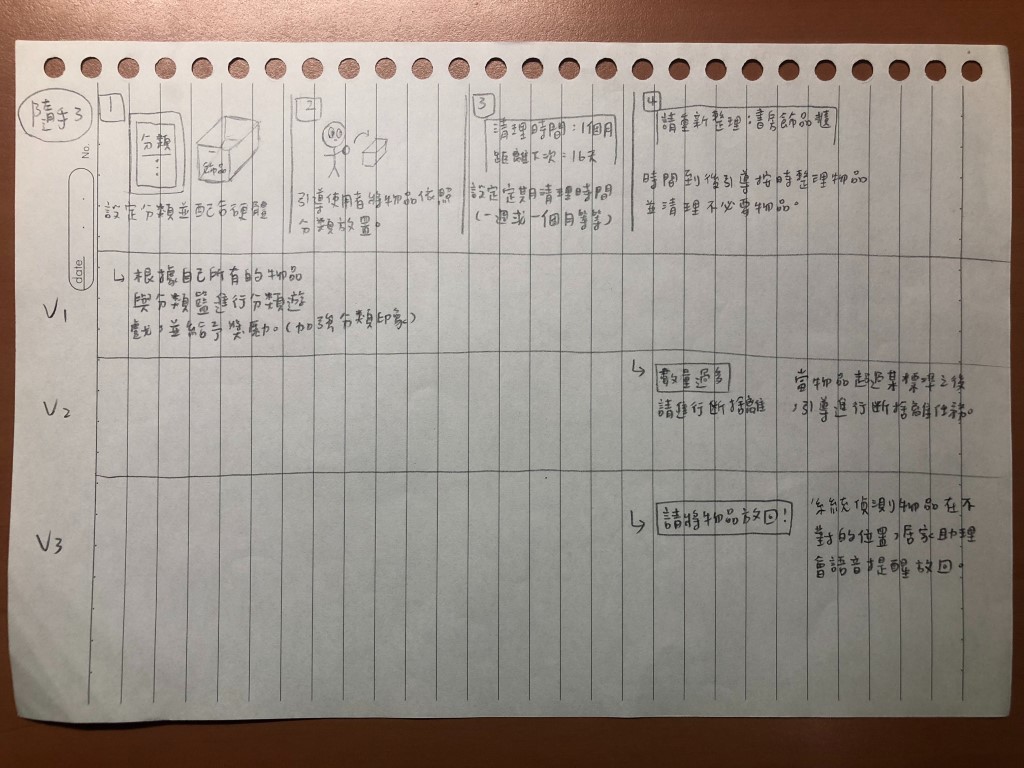 隨手3
No.
date
1
分類
飾品
設定分類並配有硬體
2
引導使用者將物品依照
分類放置。
3
清理時間:1個月
距離下次:16天
設定定期清理時間
(一週或一個月等等)
4
請重新整理:書房飾品櫃
時間到後引導按時整理物品
並清理不必要物品。
V1
↳ 根據自己所有的物品
與分類籃進行分類遊
戲,並給予獎勵。(加強分類印象)
V2
↳ 數量過多
請進行斷捨離
當物品超過某標準之後
,引導進行斷捨離任務。
V3
↳ 請將物品放回!
系統偵測物品在不
對的位置,居家助理
會語音提醒放回。